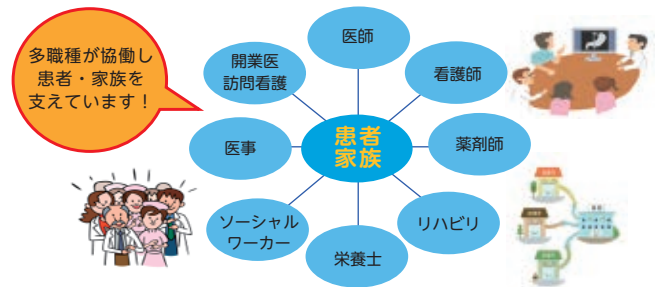 多職種が協働し
患者・家族を
支えています！
医師
開業医
訪問看護
看護師
医事
患者
家族
薬剤師
ソーシャル
ワーカー
リハビリ
栄養士